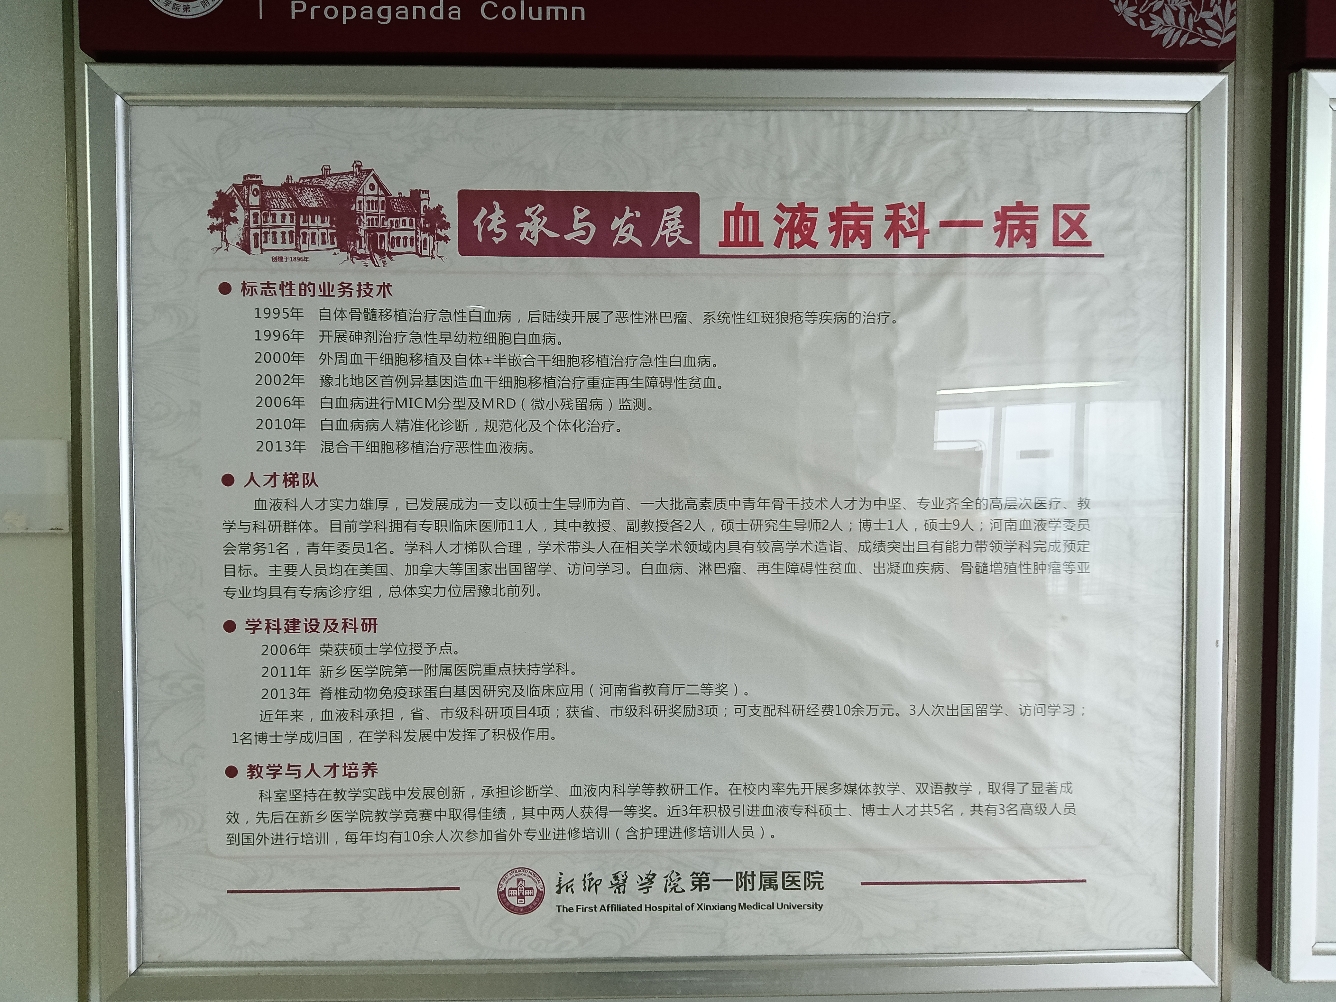 Propaganda Column
创建于1896年
传承与发展 血液病科一病区
● 标志性的业务技术
1995年 自体骨髓移植治疗急性白血病，后陆续开展了恶性淋巴瘤、系统性红斑狼疮等疾病的治疗。
1996年 开展砷剂治疗急性早幼粒细胞白血病。
2000年 外周血干细胞移植及自体+半嵌合干细胞移植治疗急性白血病。
2002年 豫北地区首例异基因造血干细胞移植治疗重症再生障碍性贫血。
2006年 白血病进行MICM分型及MRD（微小残留病）监测。
2010年 白血病病人精准化诊断，规范化及个体化治疗。
2013年 混合干细胞移植治疗恶性血液病。
● 人才梯队
血液科人才实力雄厚，已发展成为一支以硕士生导师为首、一大批高素质中青年骨干技术人才为中坚、专业齐全的高层次医疗、教
学与科研群体。目前学科拥有专职临床医师11人，其中教授、副教授各2人，硕士研究生导师2人；博士1人，硕士9人；河南血液学委员
会常务1名，青年委员1名。学科人才梯队合理，学术带头人在相关学术领域内具有较高学术造诣、成绩突出且有能力带领学科完成预定
目标。主要人员均在美国、加拿大等国家出国留学、访问学习。白血病、淋巴瘤、再生障碍性贫血、出凝血疾病、骨髓增殖性肿瘤等亚
专业均具有专病诊疗组，总体实力位居豫北前列。
● 学科建设及科研
2006年 荣获硕士学位授予点。
2011年 新乡医学院第一附属医院重点扶持学科。
2013年 脊椎动物免疫球蛋白基因研究及临床应用（河南省教育厅二等奖）。
近年来，血液科承担，省、市级科研项目4项；获省、市级科研奖励3项；可支配科研经费10余万元。3人次出国留学、访问学习；
1名博士学成归国，在学科发展中发挥了积极作用。
● 教学与人才培养
科室坚持在教学实践中发展创新，承担诊断学、血液内科学等教研工作。在校内率先开展多媒体教学、双语教学，取得了显著成
效，先后在新乡医学院教学竞赛中取得佳绩，其中两人获得一等奖。近3年积极引进血液专科硕士、博士人才共5名，共有3名高级人员
到国外进行培训，每年均有10余人次参加省外专业进修培训（含护理进修培训人员）。
新乡医学院第一附属医院
The First Affiliated Hospital of Xinxiang Medical University